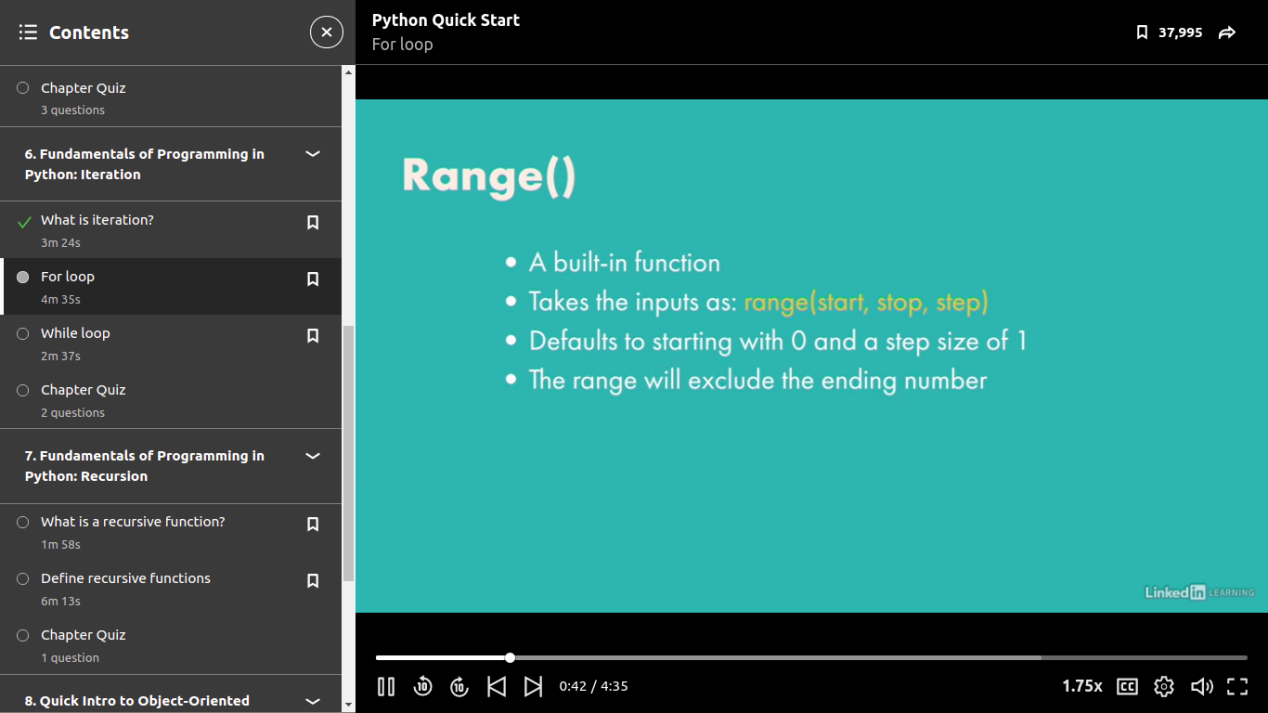 Contents
Chapter Quiz
3 questions
6. Fundamentals of Programming in
Python: Iteration
What is iteration?
3m 24s
For loop
4m 35s
While loop
2m 37s
Chapter Quiz
2 questions
7. Fundamentals of Programming in
Python: Recursion
What is a recursive function?
1m 58s
Define recursive functions
6m 13s
Chapter Quiz
1 question
8. Quick Intro to Object-Oriented
Python Quick Start
For loop
37,995
Range()
• A built-in function
• Takes the inputs as: range(start, stop, step)
• Defaults to starting with 0 and a step size of 1
• The range will exclude the ending number
Linked in LEARNING
10 10 0:42 / 4:35
1.75x CC